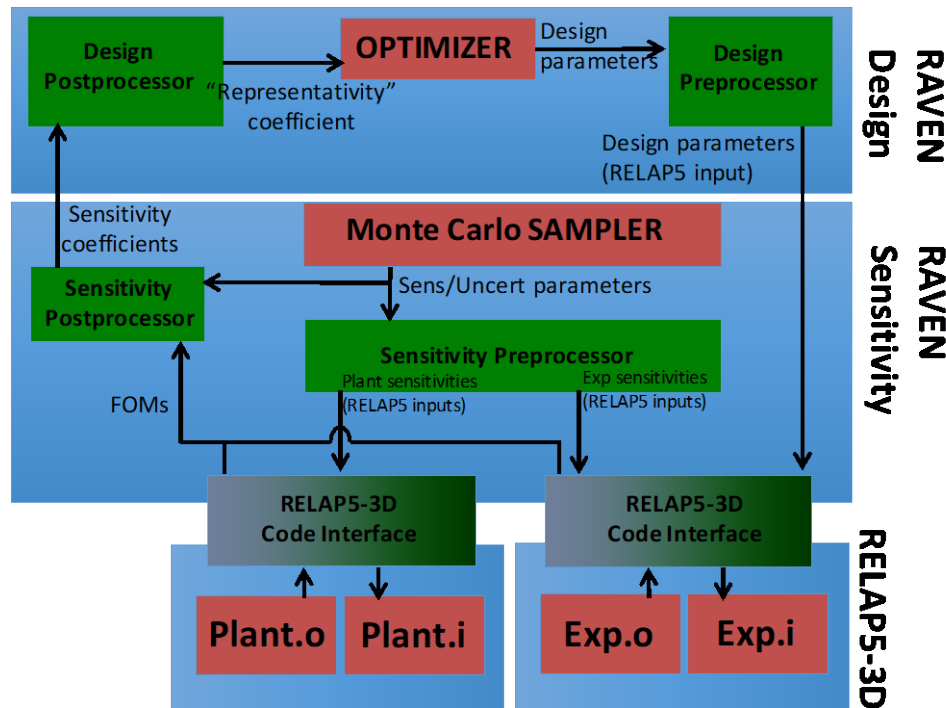 Design
Postprocessor
OPTIMIZER
Design
parameters
Design
Preprocessor
"Representativity"
coefficient
Design parameters
(RELAP5 input)
RAVEN
Design
Sensitivity
coefficients
Monte Carlo SAMPLER
Sens/Uncert parameters
Sensitivity
Postprocessor
Sensitivity Preprocessor
Plant sensitivities
(RELAP5 inputs)
Exp sensitivities
(RELAP5 inputs)
FOMs
RAVEN
Sensitivity
RELAP5-3D
Code Interface
RELAP5-3D
Code Interface
Plant.o
Plant.i
Exp.o
Exp.i
RELAP5-3D